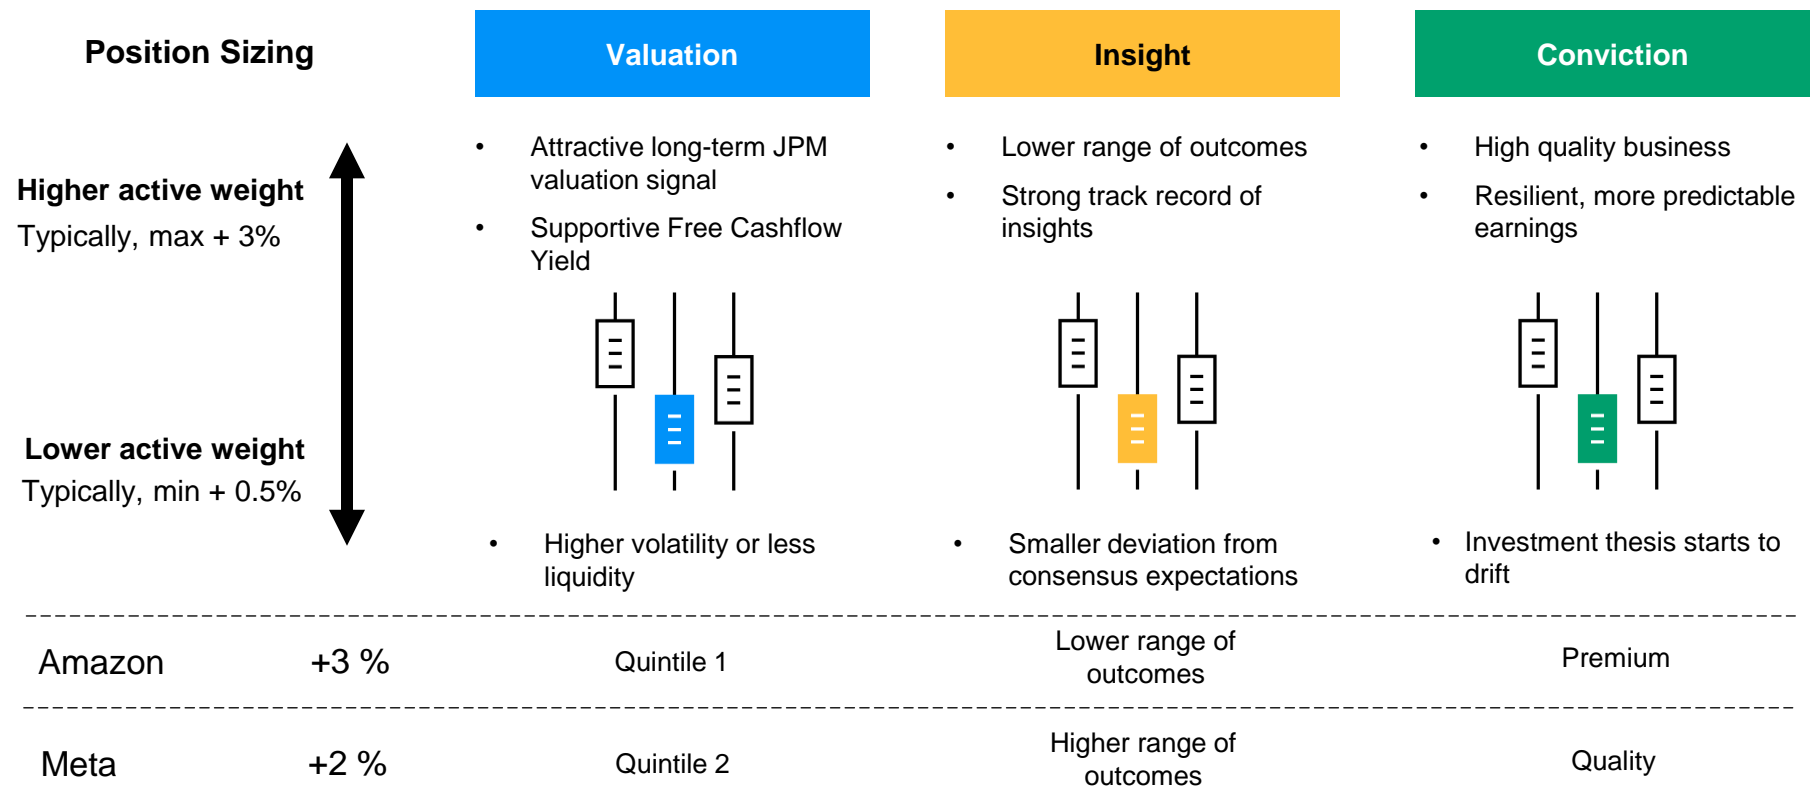 Position Sizing
Valuation
Insight
Conviction
Higher active weight
Typically, max + 3%
• Attractive long-term JPM
valuation signal
• Supportive Free Cashflow
Yield
• Lower range of outcomes
• Strong track record of
insights
• High quality business
• Resilient, more predictable
earnings
Lower active weight
Typically, min + 0.5%
• Higher volatility or less
liquidity
• Smaller deviation from
consensus expectations
• Investment thesis starts to
drift
Amazon
+3 %
Quintile 1
Lower range of
outcomes
Premium
Meta
+2 %
Quintile 2
Higher range of
outcomes
Quality